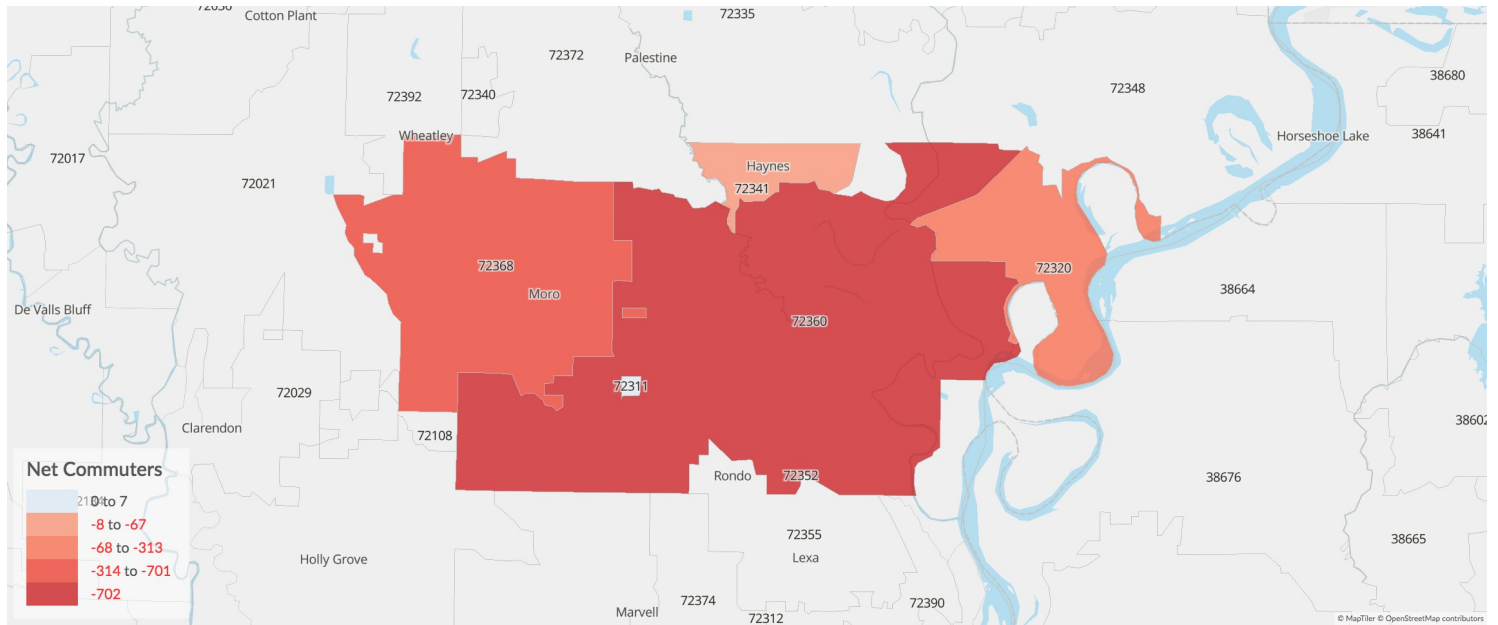 72036
Cotton Plant
72335
72372
Palestine
38680
72392
72340
72348
Wheatley
Horseshoe Lake
38641
72017
Haynes
72021
72341
72368
72320
Moro
38664
De Valls Bluff
72360
72311
72029
38602
Clarendon
72108
Rondo
72352
38676
Net Commuters
0 to 7
-8 to -67
-68 to -313
-314 to -701
-702
72355
Lexa
38665
Holly Grove
72374
72390
Marvell
72312
© MapTiler © OpenStreetMap contributors